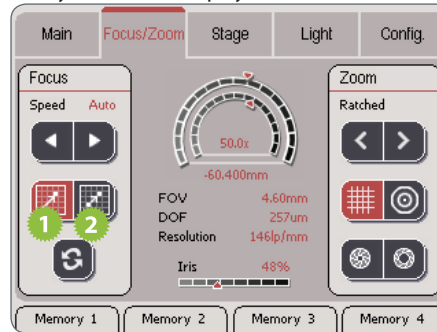 Main Focus/Zoom Stage Light Config.
Focus
Speed Auto
1 2
50.0x
-60.400mm
FOV 4.60mm
DOF 257um
Resolution 146lp/mm
Iris 48%
Zoom
Ratched
Memory 1 Memory 2 Memory 3 Memory 4